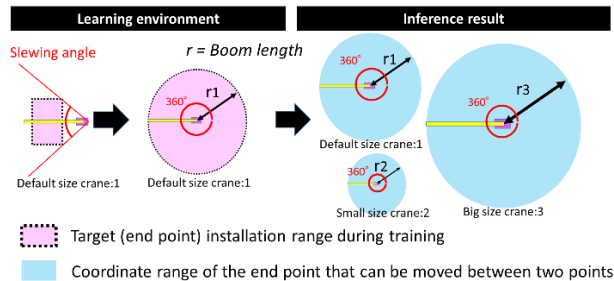 Learning environment
Inference result
Slewing angle
r = Boom length
360°
r1
Default size crane:1
Default size crane:1
360°
r1
Default size crane:1
360°
r2
Small size crane:2
360°
r3
Big size crane:3
Target (end point) installation range during training
Coordinate range of the end point that can be moved between two points